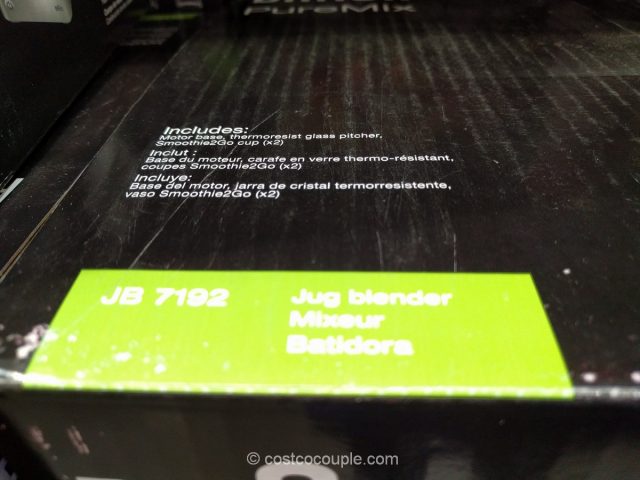 PureMix
Includes:
Motor base, thermoresist glass pitcher,
Smoothie2Go cup (x2)
Inclut :
Base du moteur, carafe en verre thermo-résistant,
coupes Smoothie2Go (x2)
Incluye:
Base del motor, jarra de cristal termorresistente,
vaso Smoothie2Go (x2)
JB 7192
Jug blender
Mixeur
Batidora
© costcocouple.com